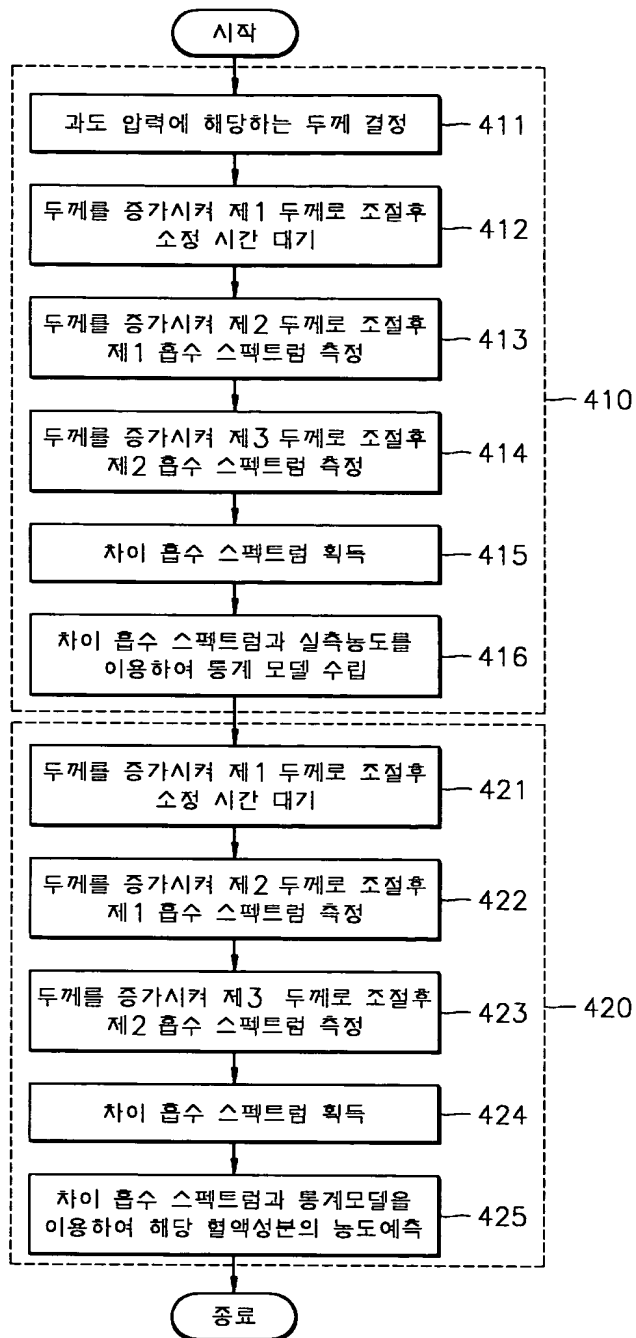 시작
과도 압력에 해당하는 두께 결정
411
두께를 증가시켜 제1 두께로 조절후
소정 시간 대기
412
두께를 증가시켜 제2 두께로 조절후
제1 흡수 스펙트럼 측정
413
두께를 증가시켜 제3 두께로 조절후
제2 흡수 스펙트럼 측정
414
차이 흡수 스펙트럼 획득
415
차이 흡수 스펙트럼과 실측농도를
이용하여 통계 모델 수립
416
410
두께를 증가시켜 제1 두께로 조절후
소정 시간 대기
421
두께를 증가시켜 제2 두께로 조절후
제1 흡수 스펙트럼 측정
422
두께를 증가시켜 제3 두께로 조절후
제2 흡수 스펙트럼 측정
423
차이 흡수 스펙트럼 획득
424
차이 흡수 스펙트럼과 통계모델을
이용하여 해당 혈액성분의 농도예측
425
420
종료